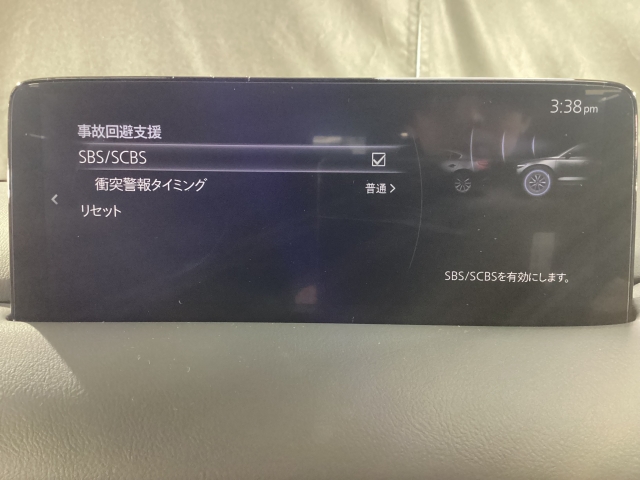 3:38pm
事故回避支援
SBS/SCBS
衝突警報タイミング 普通
リセット
SBS/SCBSを有効にします。